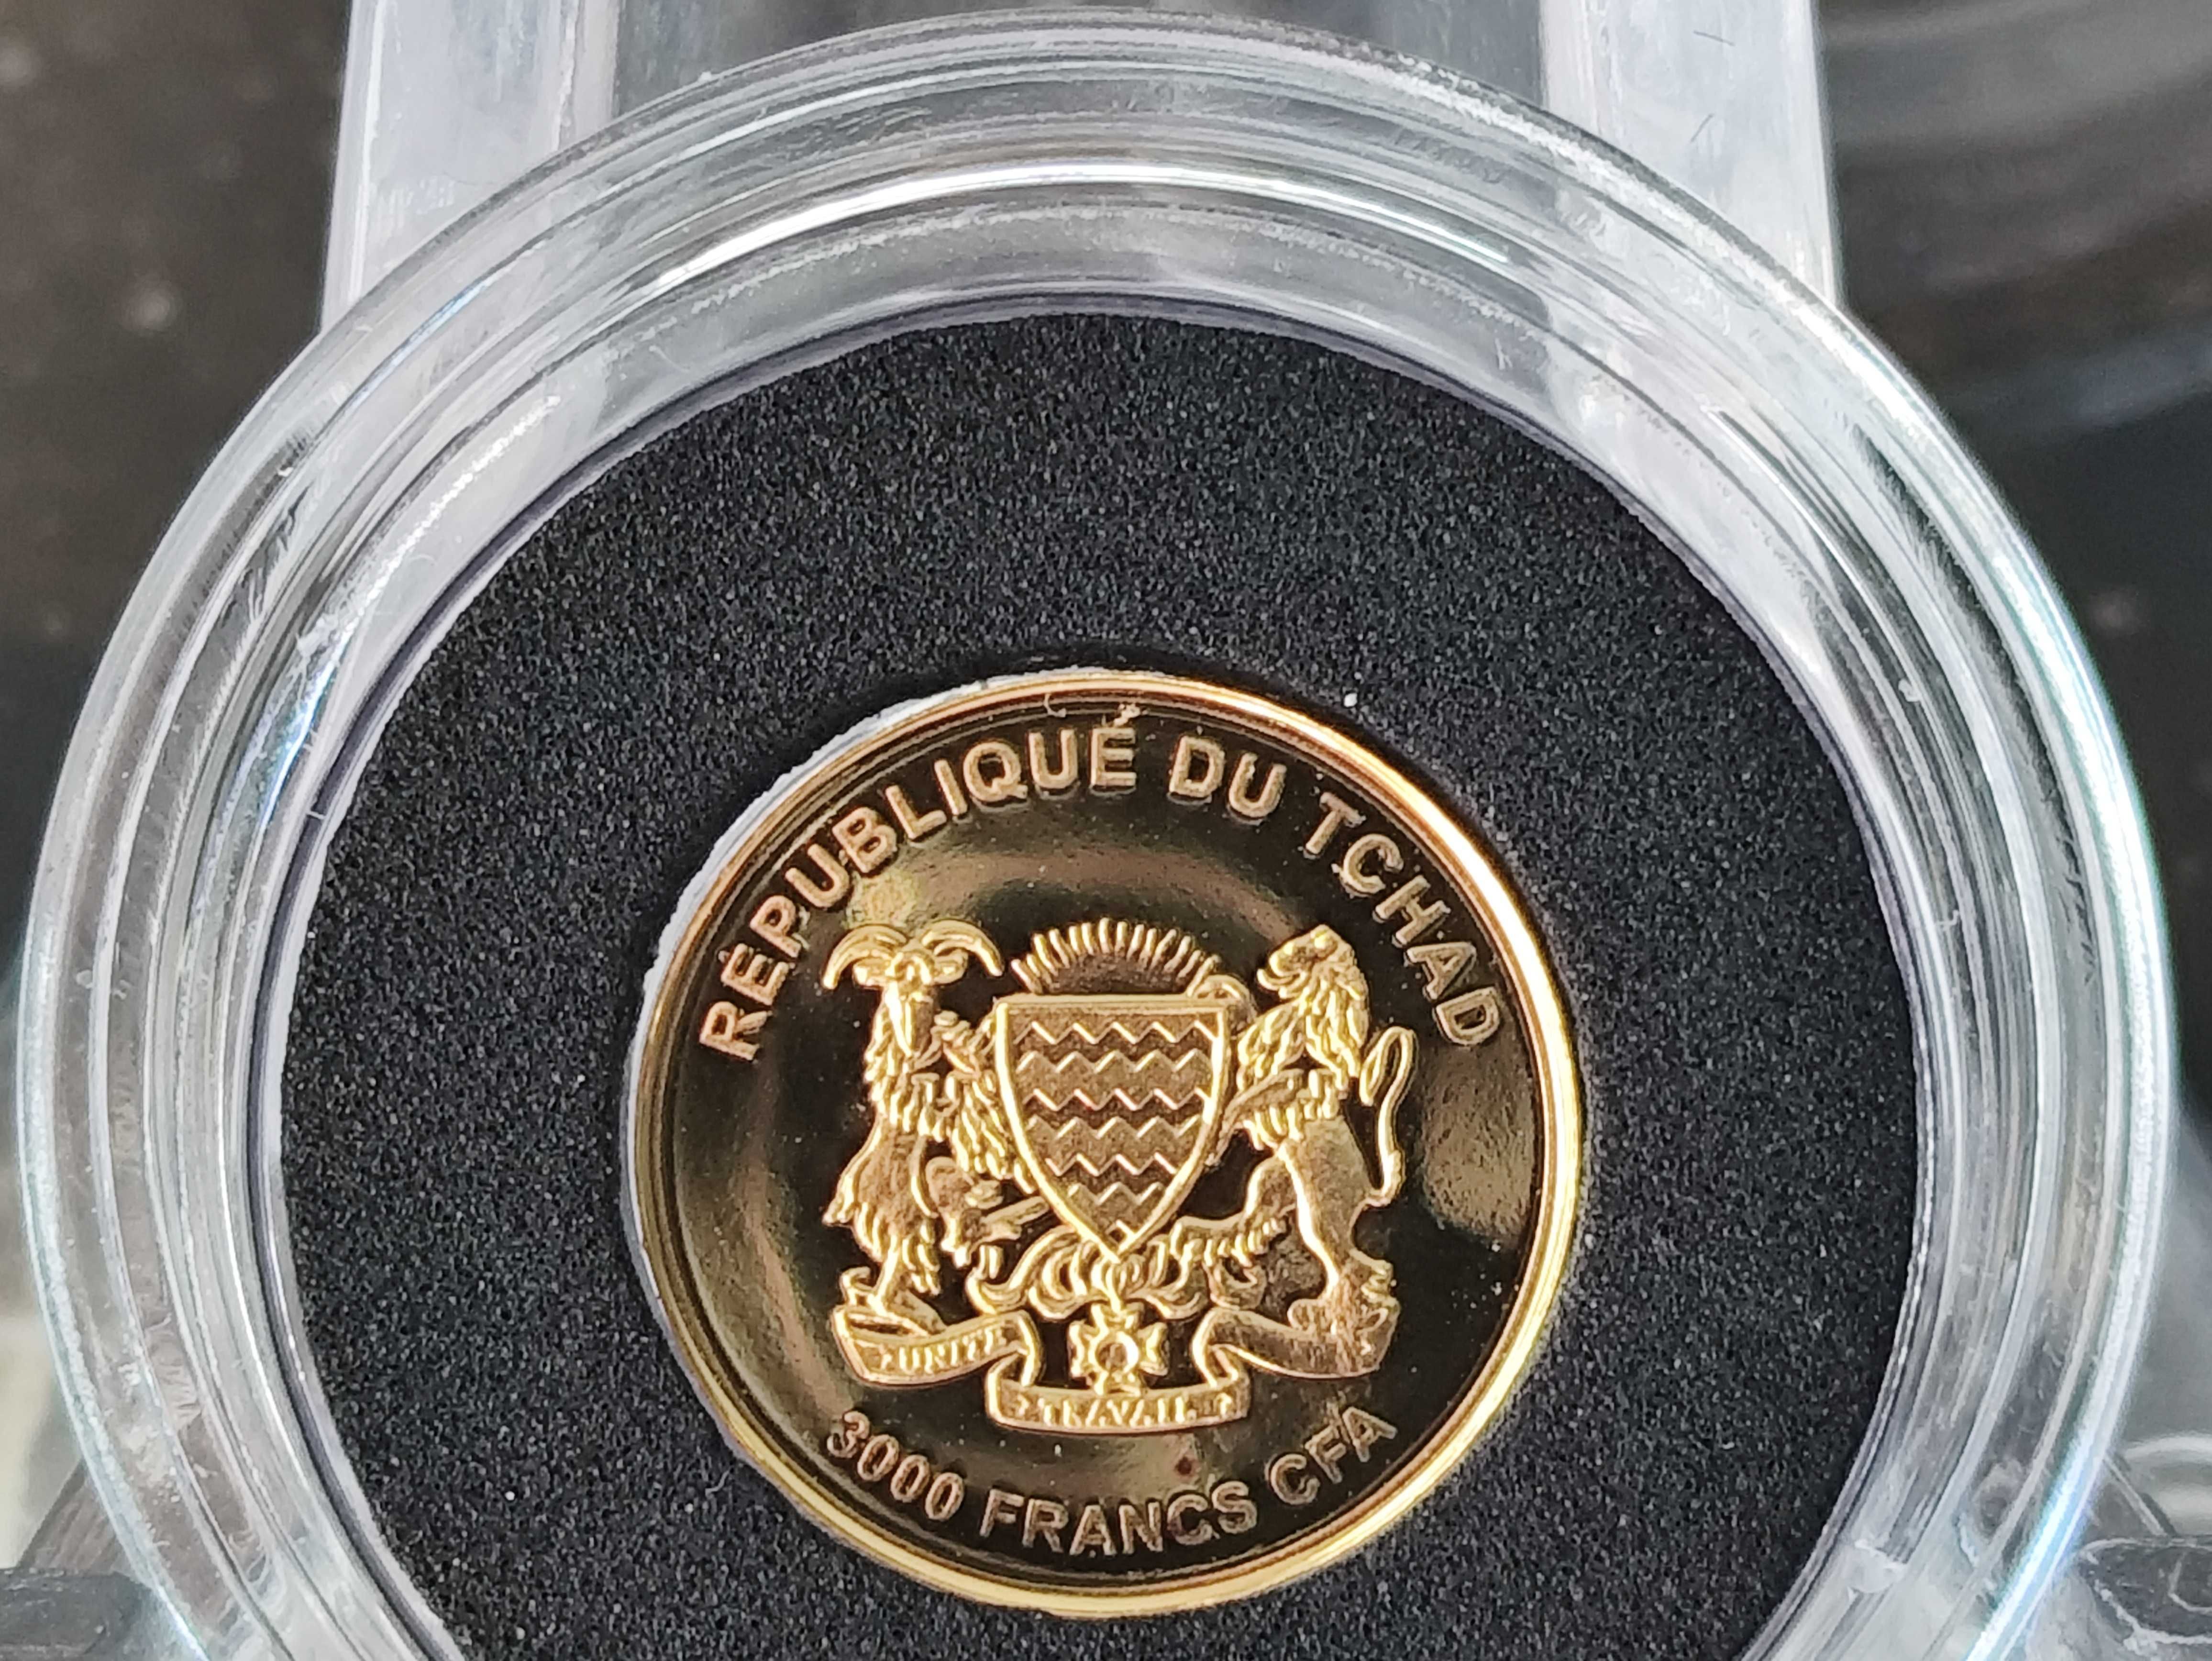 RÉPUBLIQUÉ DU TCHAD
UNITÉ
TRAVAIL
3000 FRANCS CFA